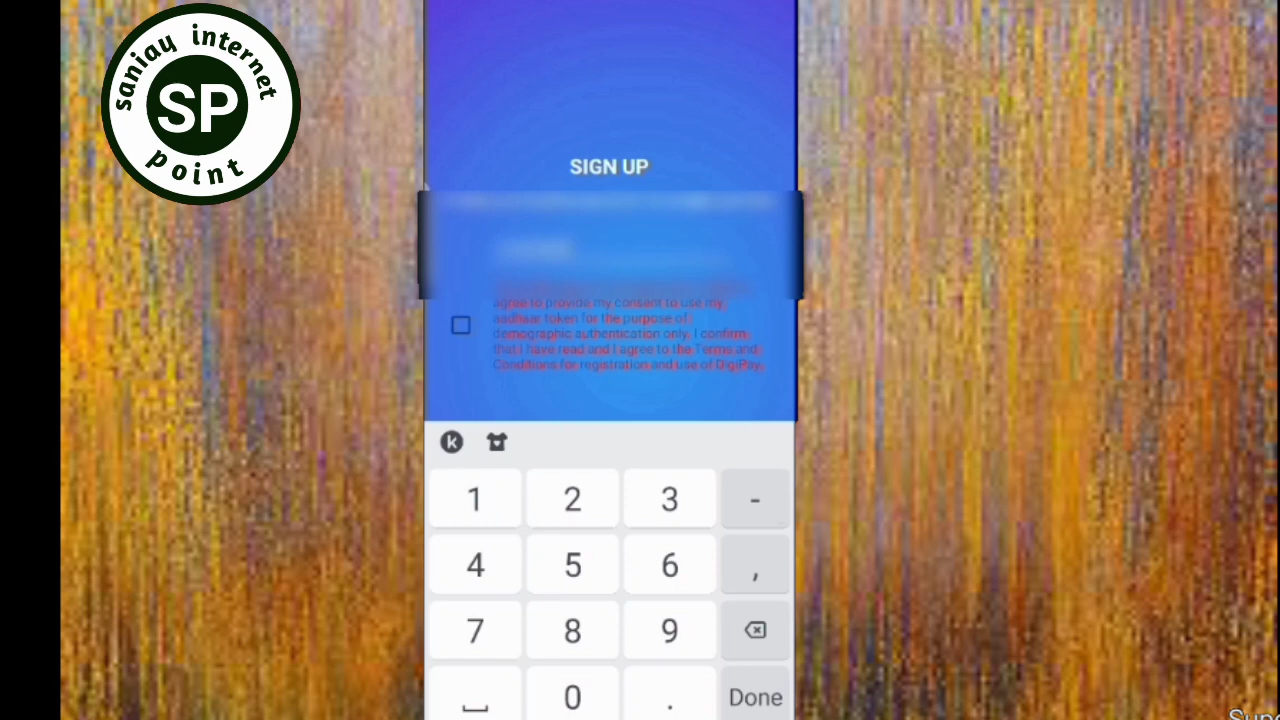 saniau internet
SP
point
SIGN UP
agree to provide my consent to use my
aadhaar token for the purpose of
demographic authentication only. I confirm
that I have read and I agree to the Terms and
Conditions for registration and use of DigiPay.
k
1 2 3 -
4 5 6 ,
7 8 9
0 . Done